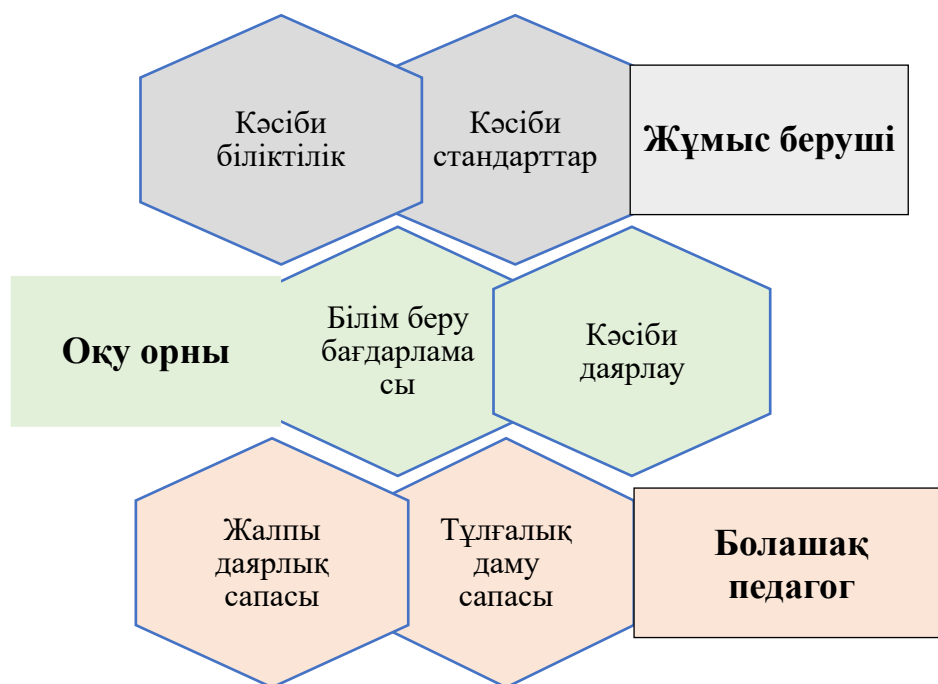 Кәсіби
біліктілік
Кәсіби
стандарттар
Жұмыс беруші
Оқу орны
Білім беру
бағдарлама
сы
Кәсіби
даярлау
Жалпы
даярлық
сапасы
Тұлғалық
даму
сапасы
Болашақ
педагог